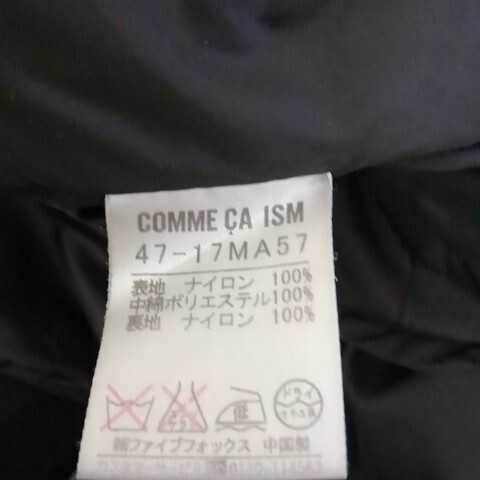 COMME ÇA ISM
47-17MA57
表地 ナイロン 100%
中綿ポリエステル100%
裏地 ナイロン 100%
低
ドライ
㈱ファイブフォックス 中国製